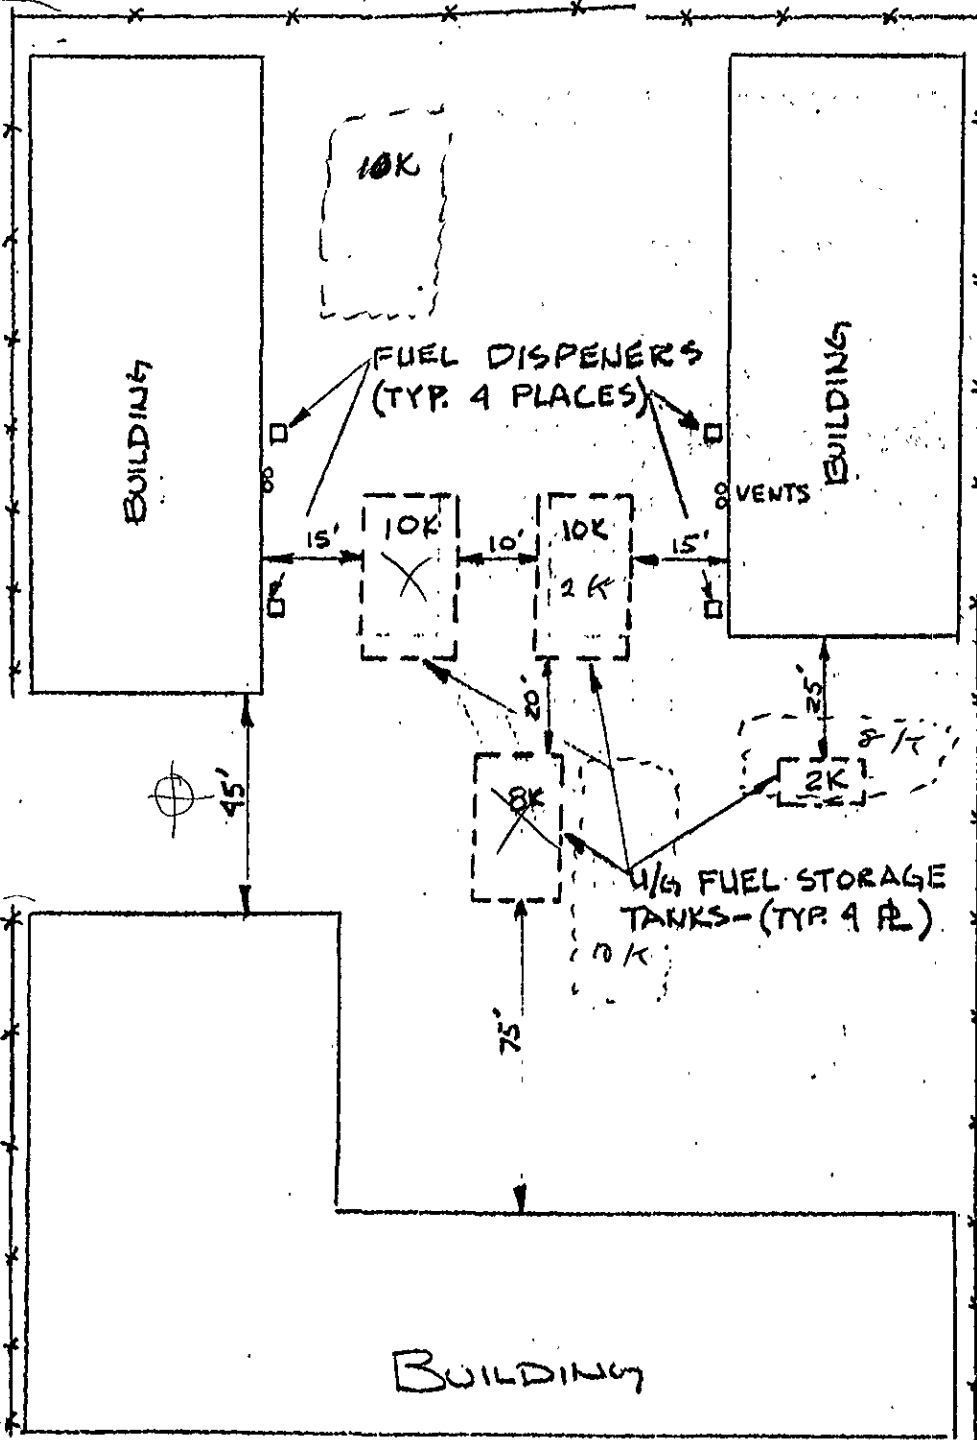 10K
FUEL DISPENERS
(TYP. 4 PLACES)
BUILDING
BUILDING
VENTS
15'
10K
10'
10K
15'
2K
20'
25'
8K
45'
8K
2K
U/G FUEL STORAGE
TANKS-(TYP. 4 PL)
75'
BUILDING